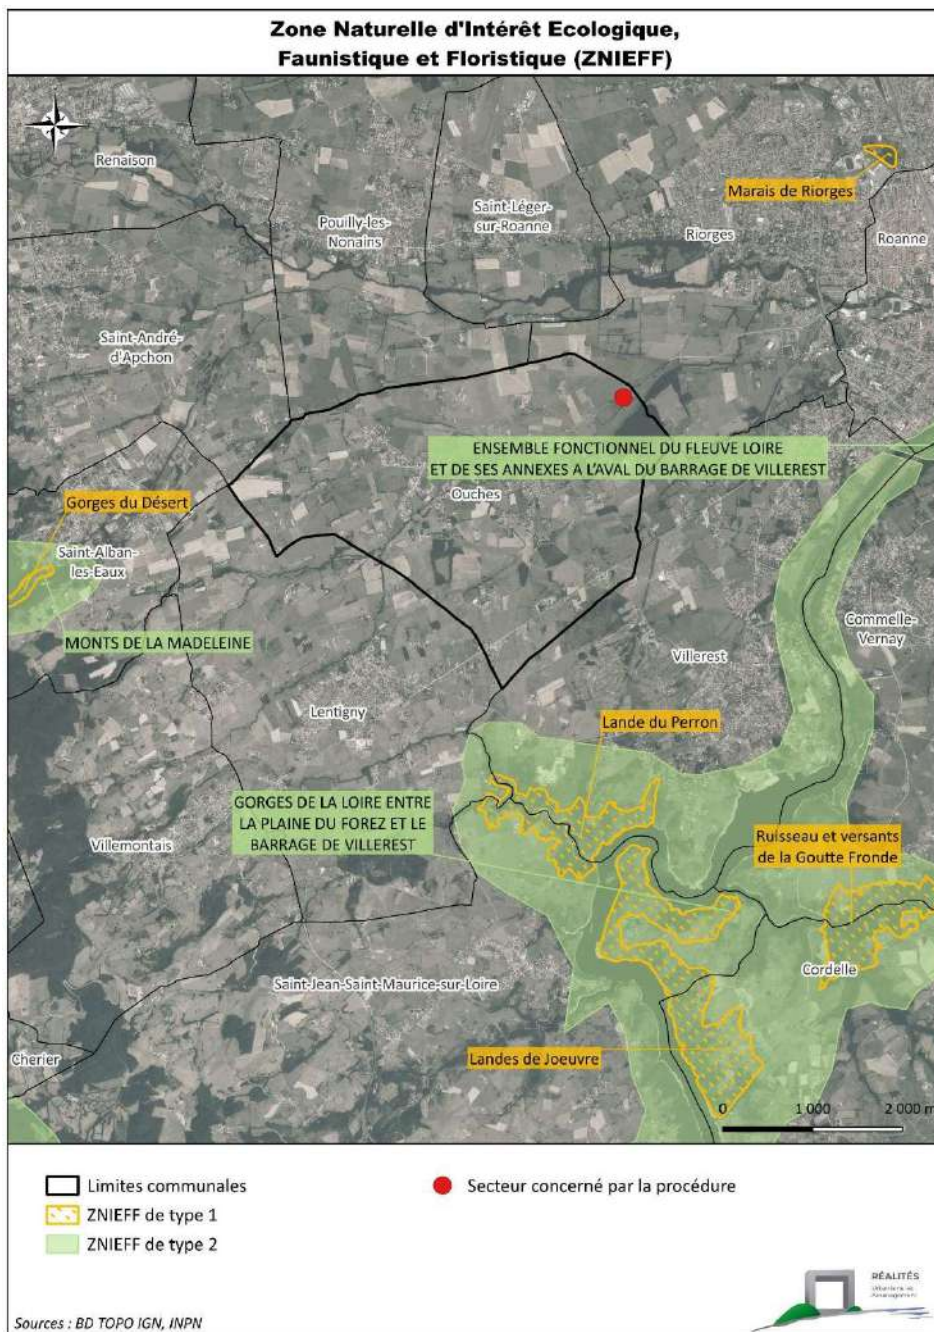 Zone Naturelle d'Intérêt Ecologique,
Faunistique et Floristique (ZNIEFF)
Renaison
Marais de Riorges
Pouilly-les-
Nonains
Saint-Léger-
sur-Roanne
Riorges
Roanne
Saint-André-
d'Apchon
ENSEMBLE FONCTIONNEL DU FLEUVE LOIRE
ET DE SES ANNEXES A L'AVAL DU BARRAGE DE VILLEREST
Ouches
Gorges du Désert
Saint-Alban-
les-Eaux
MONTS DE LA MADELEINE
Commelle-
Vernay
Villerest
Lentigny
Lande du Perron
GORGES DE LA LOIRE ENTRE
LA PLAINE DU FOREZ ET LE
BARRAGE DE VILLEREST
Ruisseau et versants
de la Goutte Fronde
Villemontais
Cordelle
Saint-Jean-Saint-Maurice-sur-Loire
Cherier
Landes de Joeuvre
0 1 000 2 000 m
Limites communales
Secteur concerné par la procédure
ZNIEFF de type 1
ZNIEFF de type 2
RÉALITÉS
Urbanisme et
Aménagement
Sources : BD TOPO IGN, INPN